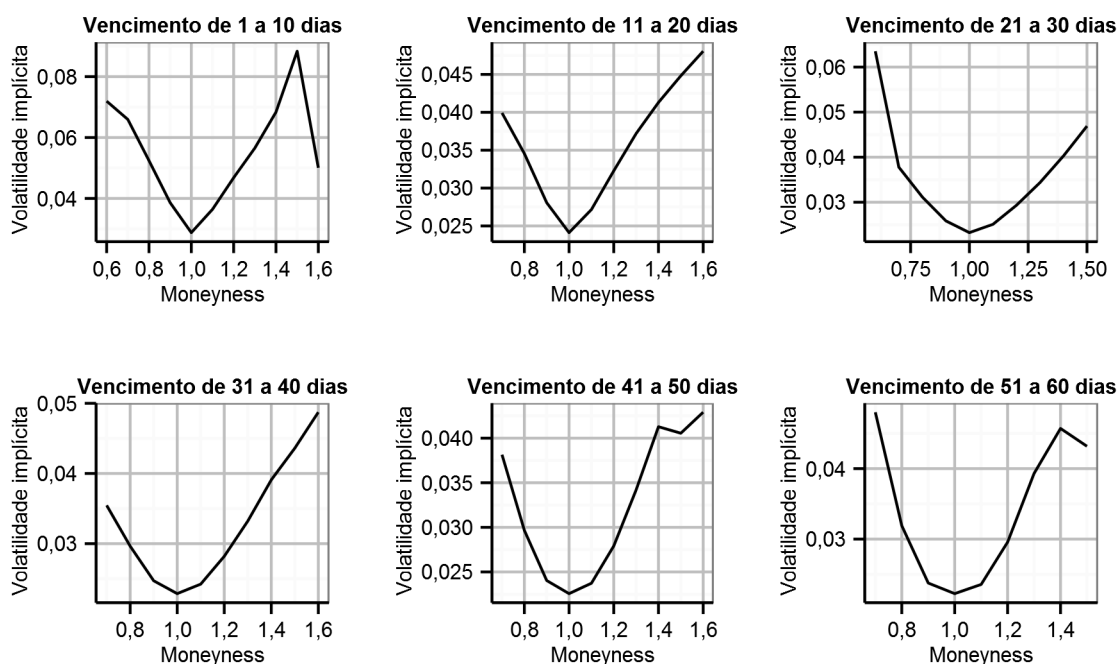 Vencimento de 1 a 10 dias
Volatilidade implícita
0,08
0,06
0,04
0,6 0,8 1,0 1,2 1,4 1,6
Moneyness
Vencimento de 11 a 20 dias
Volatilidade implícita
0,045
0,040
0,035
0,030
0,025
0,8 1,0 1,2 1,4 1,6
Moneyness
Vencimento de 21 a 30 dias
Volatilidade implícita
0,06
0,05
0,04
0,03
0,75 1,00 1,25 1,50
Moneyness
Vencimento de 31 a 40 dias
Volatilidade implícita
0,05
0,04
0,03
0,8 1,0 1,2 1,4 1,6
Moneyness
Vencimento de 41 a 50 dias
Volatilidade implícita
0,040
0,035
0,030
0,025
0,8 1,0 1,2 1,4 1,6
Moneyness
Vencimento de 51 a 60 dias
Volatilidade implícita
0,04
0,03
0,8 1,0 1,2 1,4
Moneyness